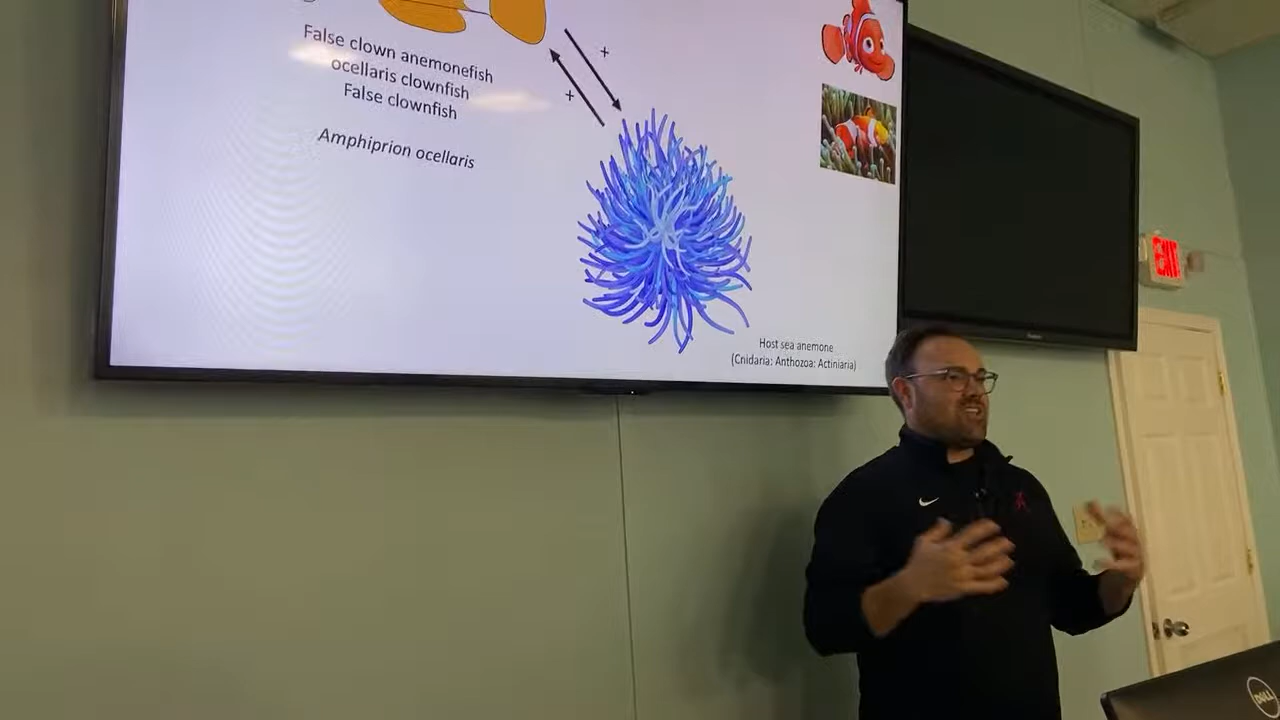 False clown anemonefish
ocellaris clownfish
False clownfish
Amphiprion ocellaris
+
+
Host sea anemone
(Cnidaria: Anthozoa: Actiniaria)
EXIT
DELL